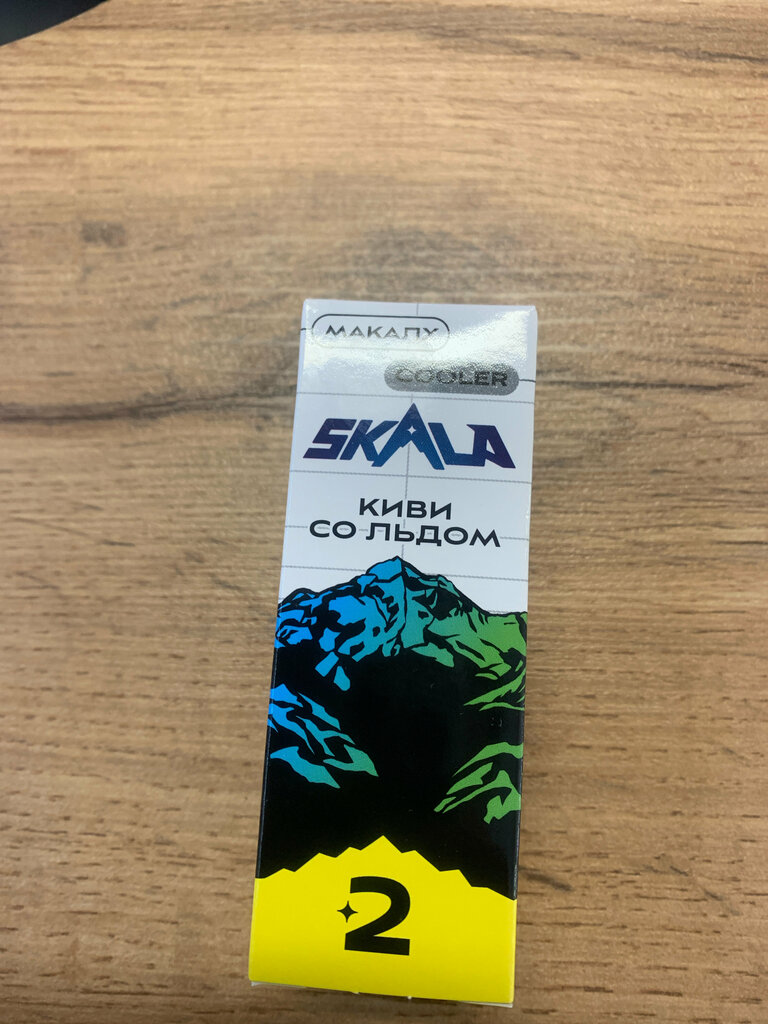 МАКАЛУ
COOLER
SKALA
КИВИ
СО ЛЬДОМ
2